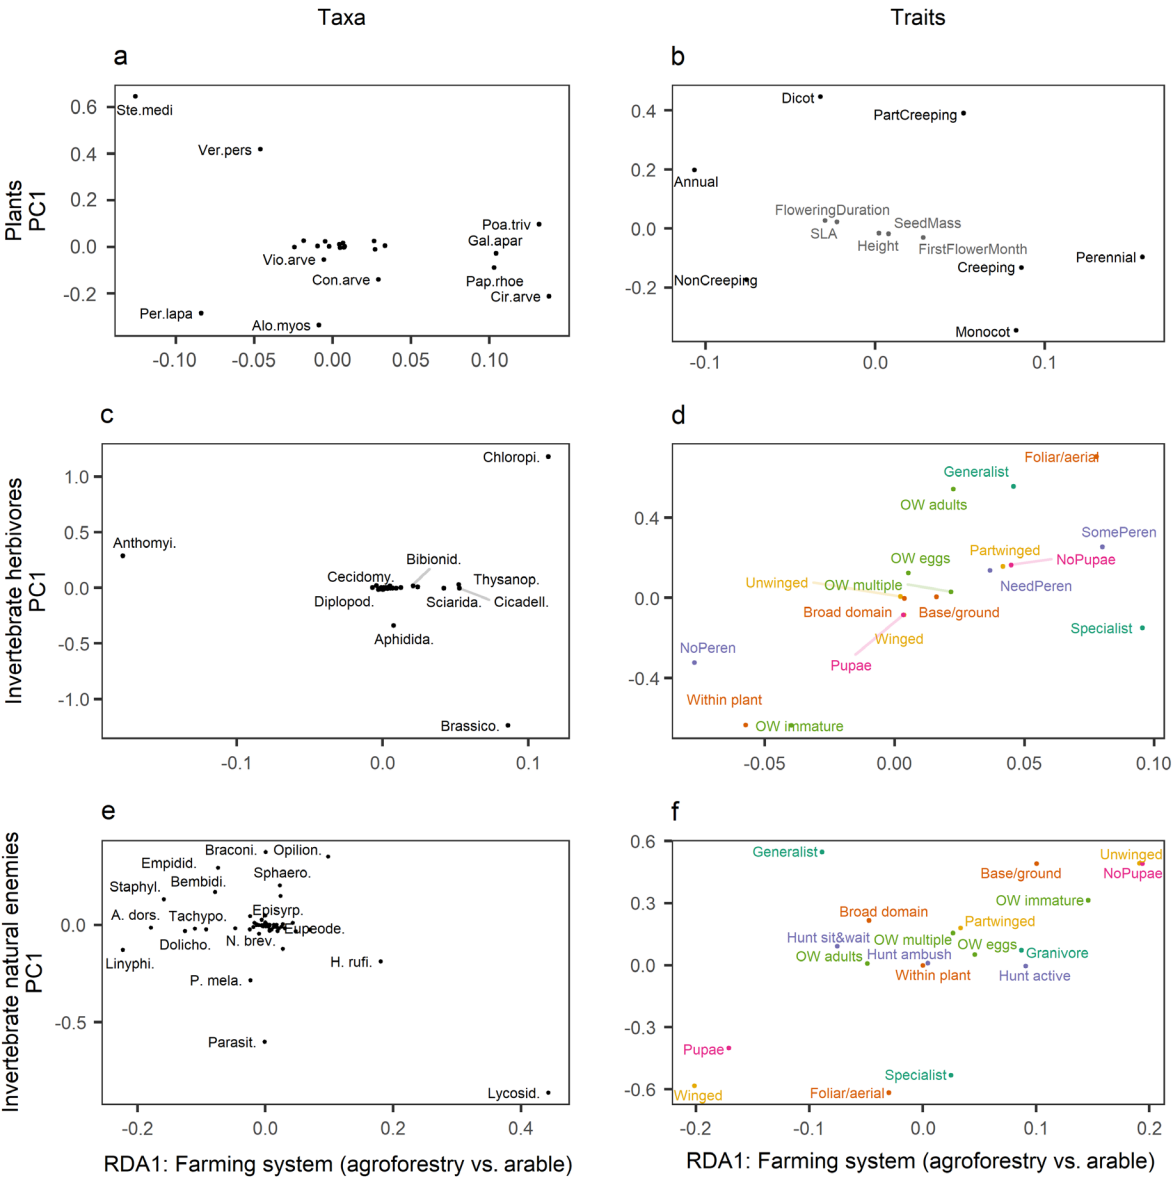 Taxa
Traits
a
b
Plants
PC1
0.6
0.4
0.2
0.0
-0.2
Ste.medi
Ver.pers
Poa.triv
Gal.apar
Vio.arve
Con.arve
Pap.rhoe
Cir.arve
Per.lapa
Alo.myos
-0.10
-0.05
0.00
0.05
0.10
0.4
0.2
0.0
-0.2
Dicot
PartCreeping
Annual
FloweringDuration
SLA
SeedMass
Height
FirstFlowerMonth
Perennial
Creeping
NonCreeping
Monocot
-0.1
0.0
0.1
c
d
Invertebrate herbivores
PC1
1.0
0.5
0.0
-0.5
-1.0
Chloropi.
Anthomyi.
Bibionid.
Cecidomy.
Thysanop.
Diplopod.
Sciarida.
Cicadell.
Aphidida.
Brassico.
-0.1
0.0
0.1
0.4
0.0
-0.4
Foliar/aerial
Generalist
OW adults
SomePeren
Partwinged
NoPupae
OW eggs
Unwinged
OW multiple
NeedPeren
Broad domain
Base/ground
Specialist
Winged
NoPeren
Pupae
Within plant
OW immature
-0.05
0.00
0.05
0.10
e
f
Invertebrate natural enemies
PC1
0.0
-0.5
Braconi.
Opilion.
Empidid.
Sphaero.
Bembidi.
Staphyl.
A. dors.
Tachypo.
Episyrp.
Eupeode.
Dolicho.
N. brev.
Linyphi.
H. rufi.
P. mela.
Parasit.
Lycosid.
-0.2
0.0
0.2
0.4
0.6
0.3
0.0
-0.3
-0.6
Generalist
Unwinged
Base/ground
NoPupae
OW immature
Broad domain
Partwinged
Hunt sit&wait
OW multiple
OW eggs
OW adults
Hunt ambush
Granivore
Within plant
Hunt active
Pupae
Specialist
Winged
Foliar/aerial
-0.2
-0.1
0.0
0.1
0.2
RDA1: Farming system (agroforestry vs. arable)
RDA1: Farming system (agroforestry vs. arable)